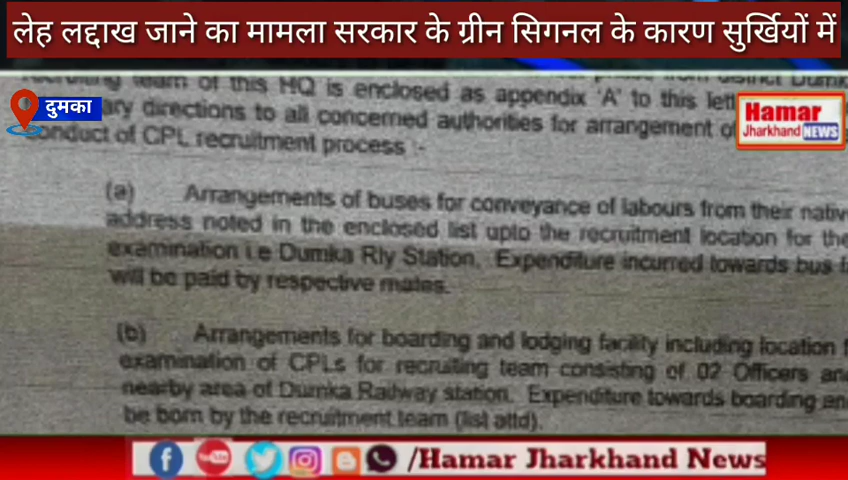 लेह लद्दाख जाने का मामला सरकार के ग्रीन सिगनल के कारण सुर्खियों में
team of this HQ is enclosed as appendix 'A' to this
दुमका
directions to all concerned authorities for arrangement
Hamar
Jharkhand NEWS
conduct of CPL recruitment process :-
(a) Arrangements of buses for conveyance of labours from their native
address noted in the enclosed list upto the recruitment location for the
examination i.e Dumka Rly Station. Expenditure incurred towards bus
will be paid by respective mates.
(b) Arrangements for boarding and lodging facility including location
examination of CPLs for recruiting team consisting of 02 Officers
nearby area of Dumka Railway station. Expenditure towards boarding
be born by the recruitment team (list attd).
/Hamar Jharkhand News